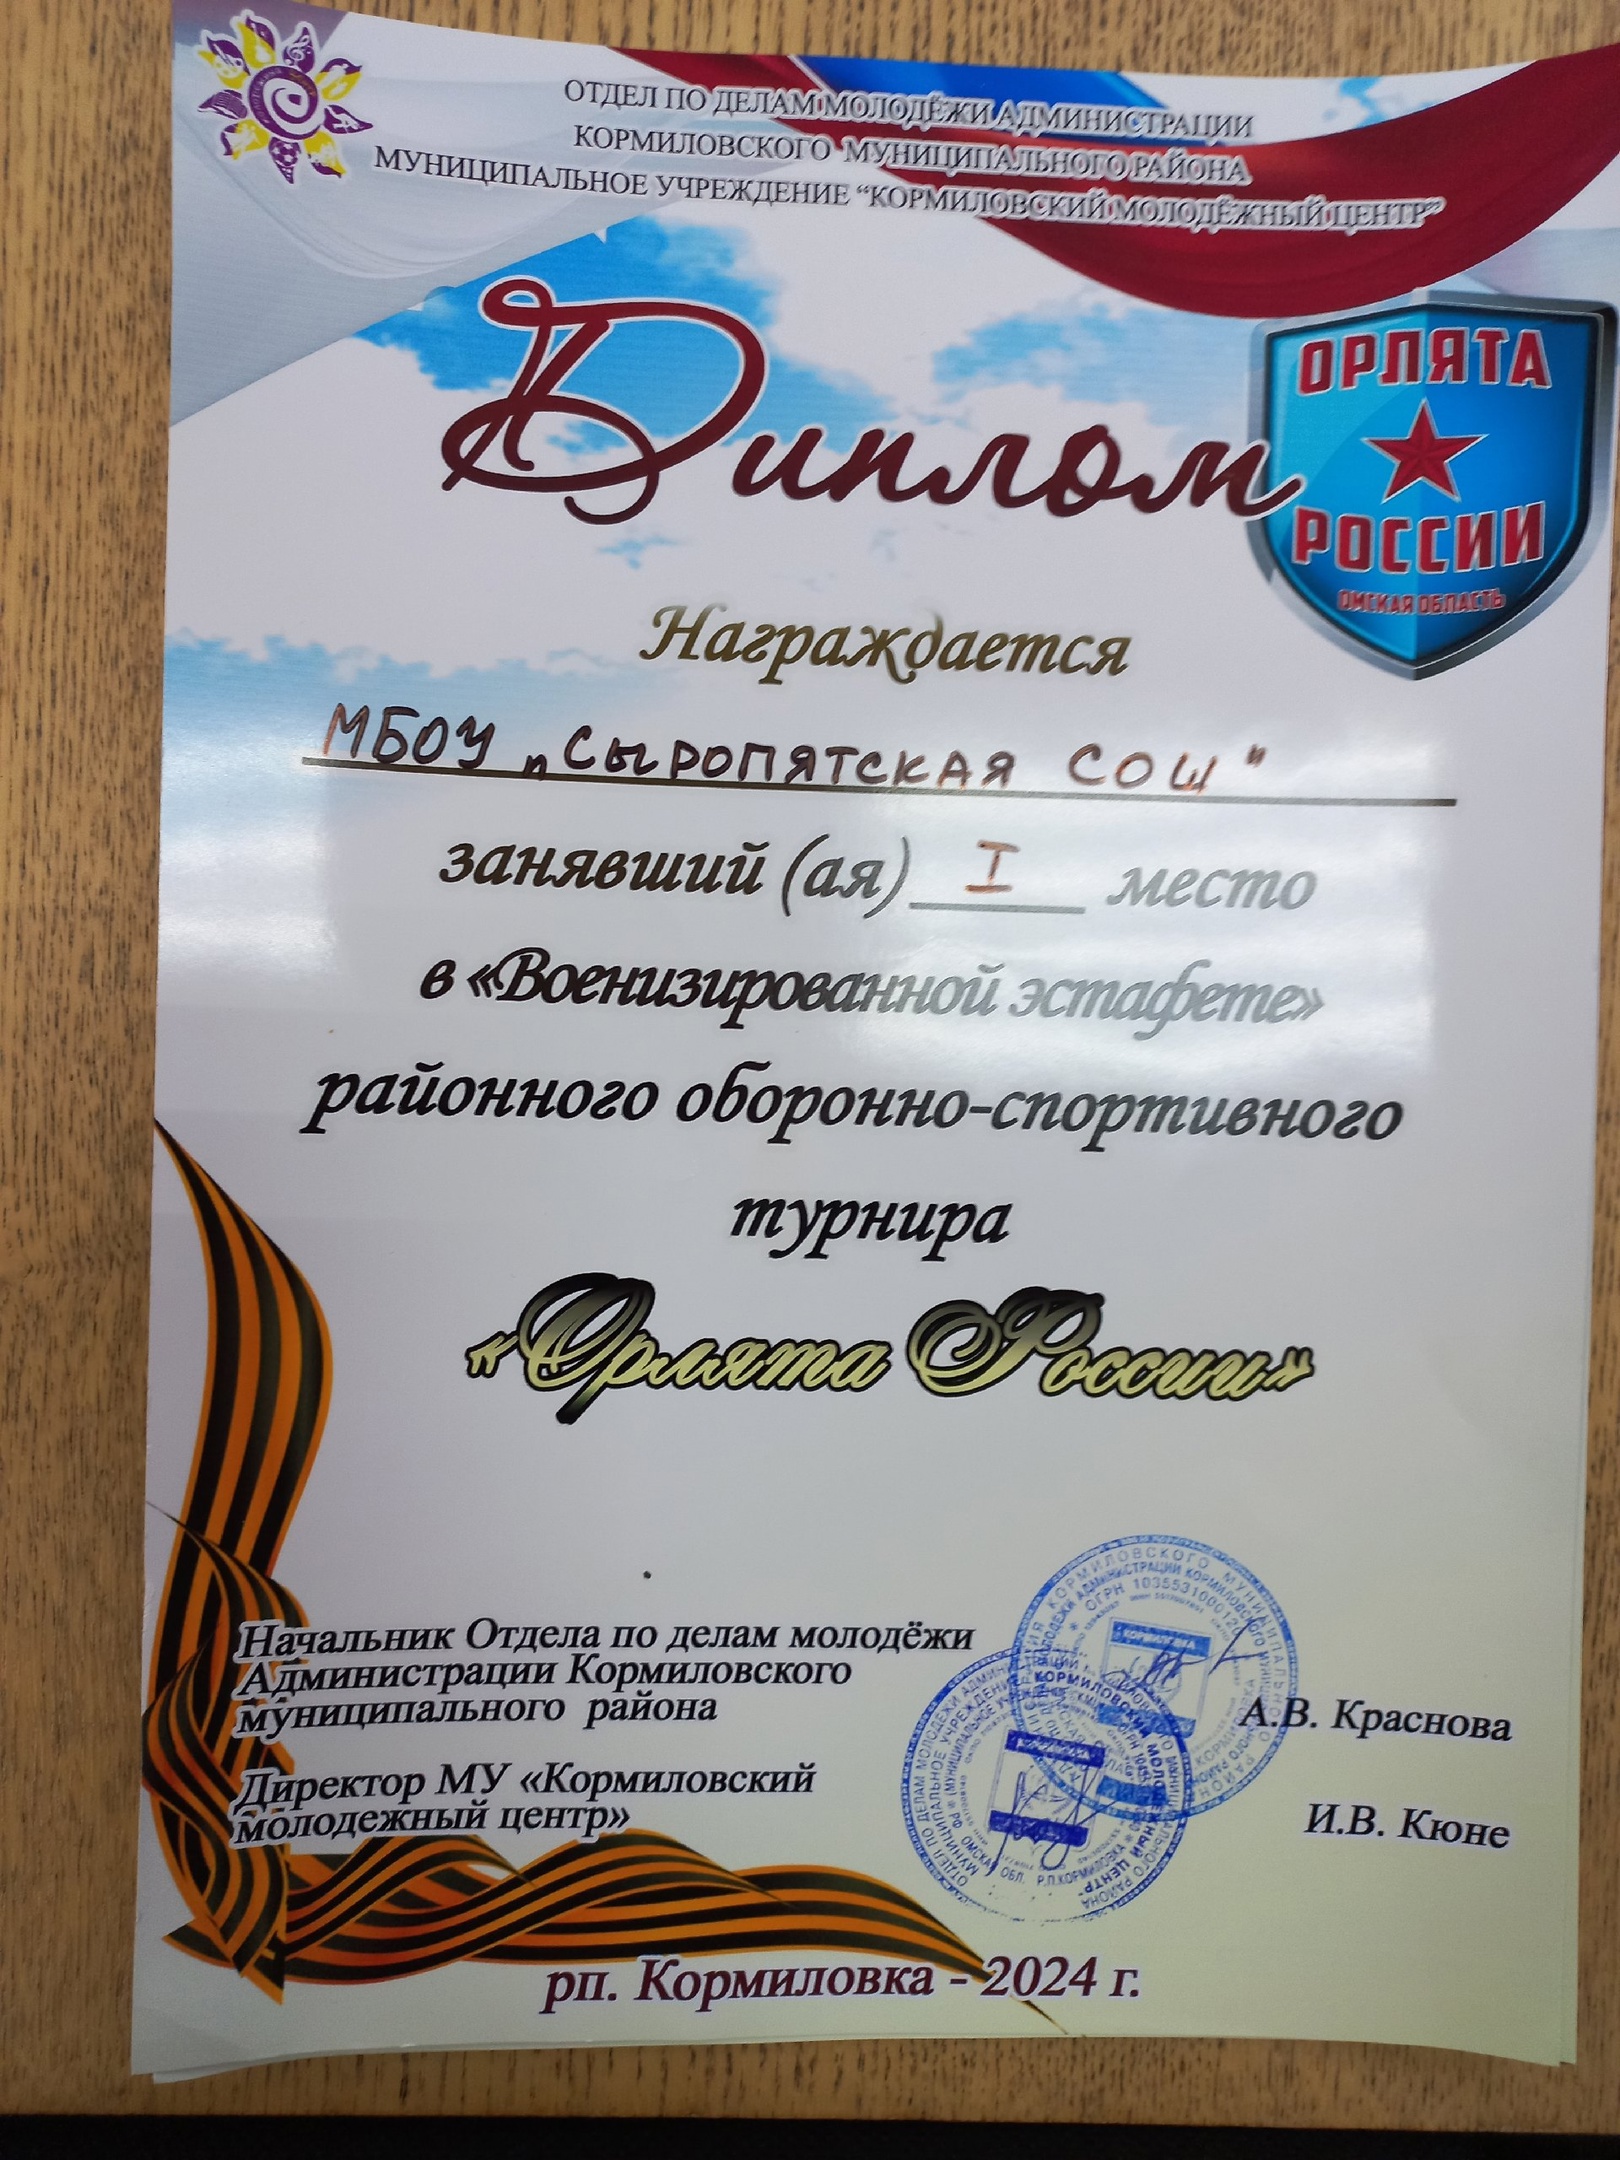 ОТДЕЛ ПО ДЕЛАМ МОЛОДЁЖИ АДМИНИСТРАЦИИ
КОРМИЛОВСКОГО МУНИЦИПАЛЬНОГО РАЙОНА
МУНИЦИПАЛЬНОЕ УЧРЕЖДЕНИЕ “КОРМИЛОВСКИЙ МОЛОДЁЖНЫЙ ЦЕНТР”
ОРЛЯТА
РОССИИ
ОМСКАЯ ОБЛАСТЬ
Диплом
Награждается
МБОУ „Сыропятская СОШ"
занявший (ая) I место
в «Военизированной эстафете»
районного оборонно-спортивного
турнира
«Орлята России»
Начальник Отдела по делам молодёжи
Администрации Кормиловского
муниципального района
А.В. Краснова
Директор МУ «Кормиловский
молодежный центр»
И.В. Кюне
рп. Кормиловка - 2024 г.